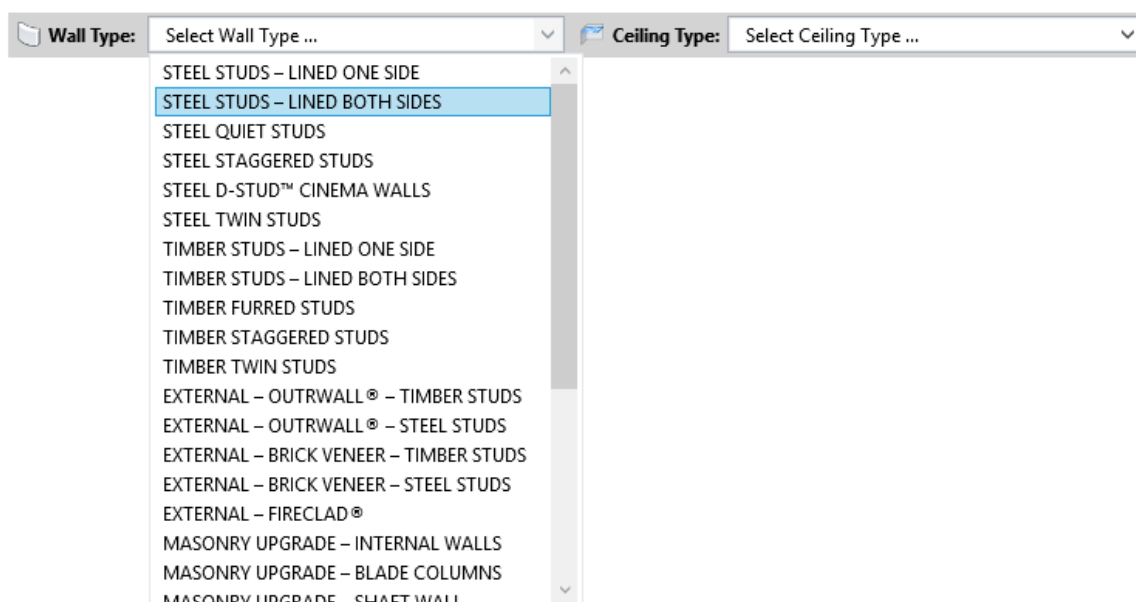 Wall Type: Select Wall Type ... Ceiling Type: Select Ceiling Type ...
STEEL STUDS – LINED ONE SIDE
STEEL STUDS – LINED BOTH SIDES
STEEL QUIET STUDS
STEEL STAGGERED STUDS
STEEL D-STUD™ CINEMA WALLS
STEEL TWIN STUDS
TIMBER STUDS – LINED ONE SIDE
TIMBER STUDS – LINED BOTH SIDES
TIMBER FURRED STUDS
TIMBER STAGGERED STUDS
TIMBER TWIN STUDS
EXTERNAL – OUTRWALL® – TIMBER STUDS
EXTERNAL – OUTRWALL® – STEEL STUDS
EXTERNAL – BRICK VENEER – TIMBER STUDS
EXTERNAL – BRICK VENEER – STEEL STUDS
EXTERNAL – FIRECLAD®
MASONRY UPGRADE – INTERNAL WALLS
MASONRY UPGRADE – BLADE COLUMNS
MASONRY UPGRADE – SHAFT WALL